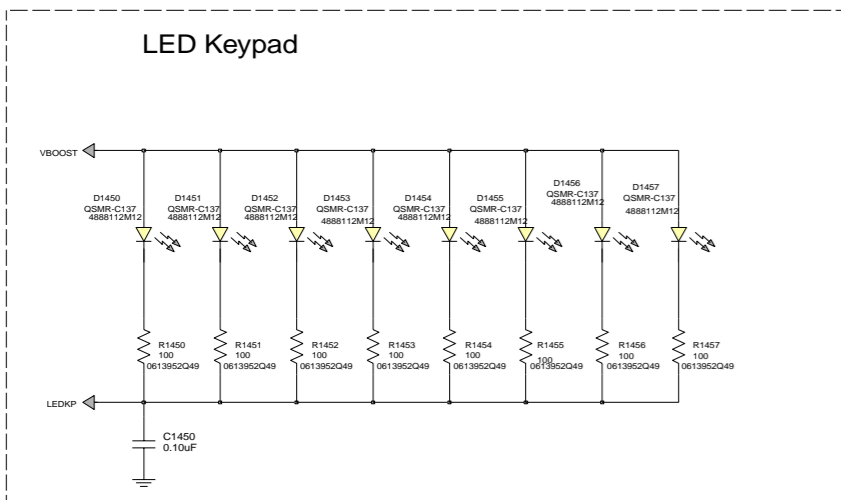 LED Keypad
VBOOST
D1450
QSMR-C137
4888112M12
D1451
QSMR-C137
4888112M12
D1452
QSMR-C137
4888112M12
D1453
QSMR-C137
4888112M12
D1454
QSMR-C137
4888112M12
D1455
QSMR-C137
4888112M12
D1456
QSMR-C137
4888112M12
D1457
QSMR-C137
4888112M12
R1450
100
0613952Q49
R1451
100
0613952Q49
R1452
100
0613952Q49
R1453
100
0613952Q49
R1454
100
0613952Q49
R1455
100
0613952Q49
R1456
100
0613952Q49
R1457
100
0613952Q49
LEDKP
C1450
0.10uF